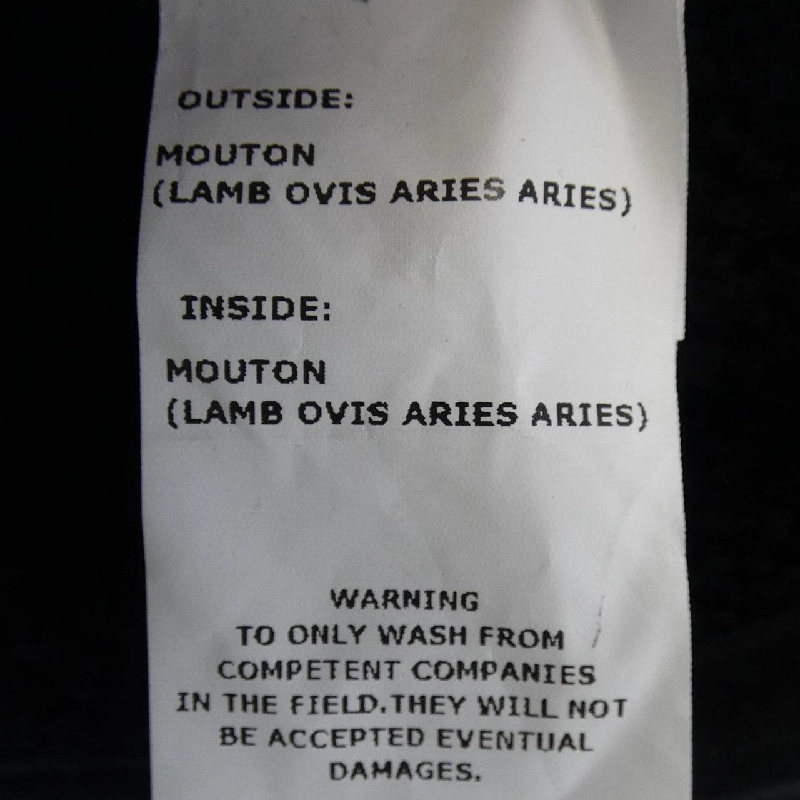 OUTSIDE:
MOUTON
(LAMB OVIS ARIES ARIES)
INSIDE:
MOUTON
(LAMB OVIS ARIES ARIES)
WARNING
TO ONLY WASH FROM
COMPETENT COMPANIES
IN THE FIELD.THEY WILL NOT
BE ACCEPTED EVENTUAL
DAMAGES.